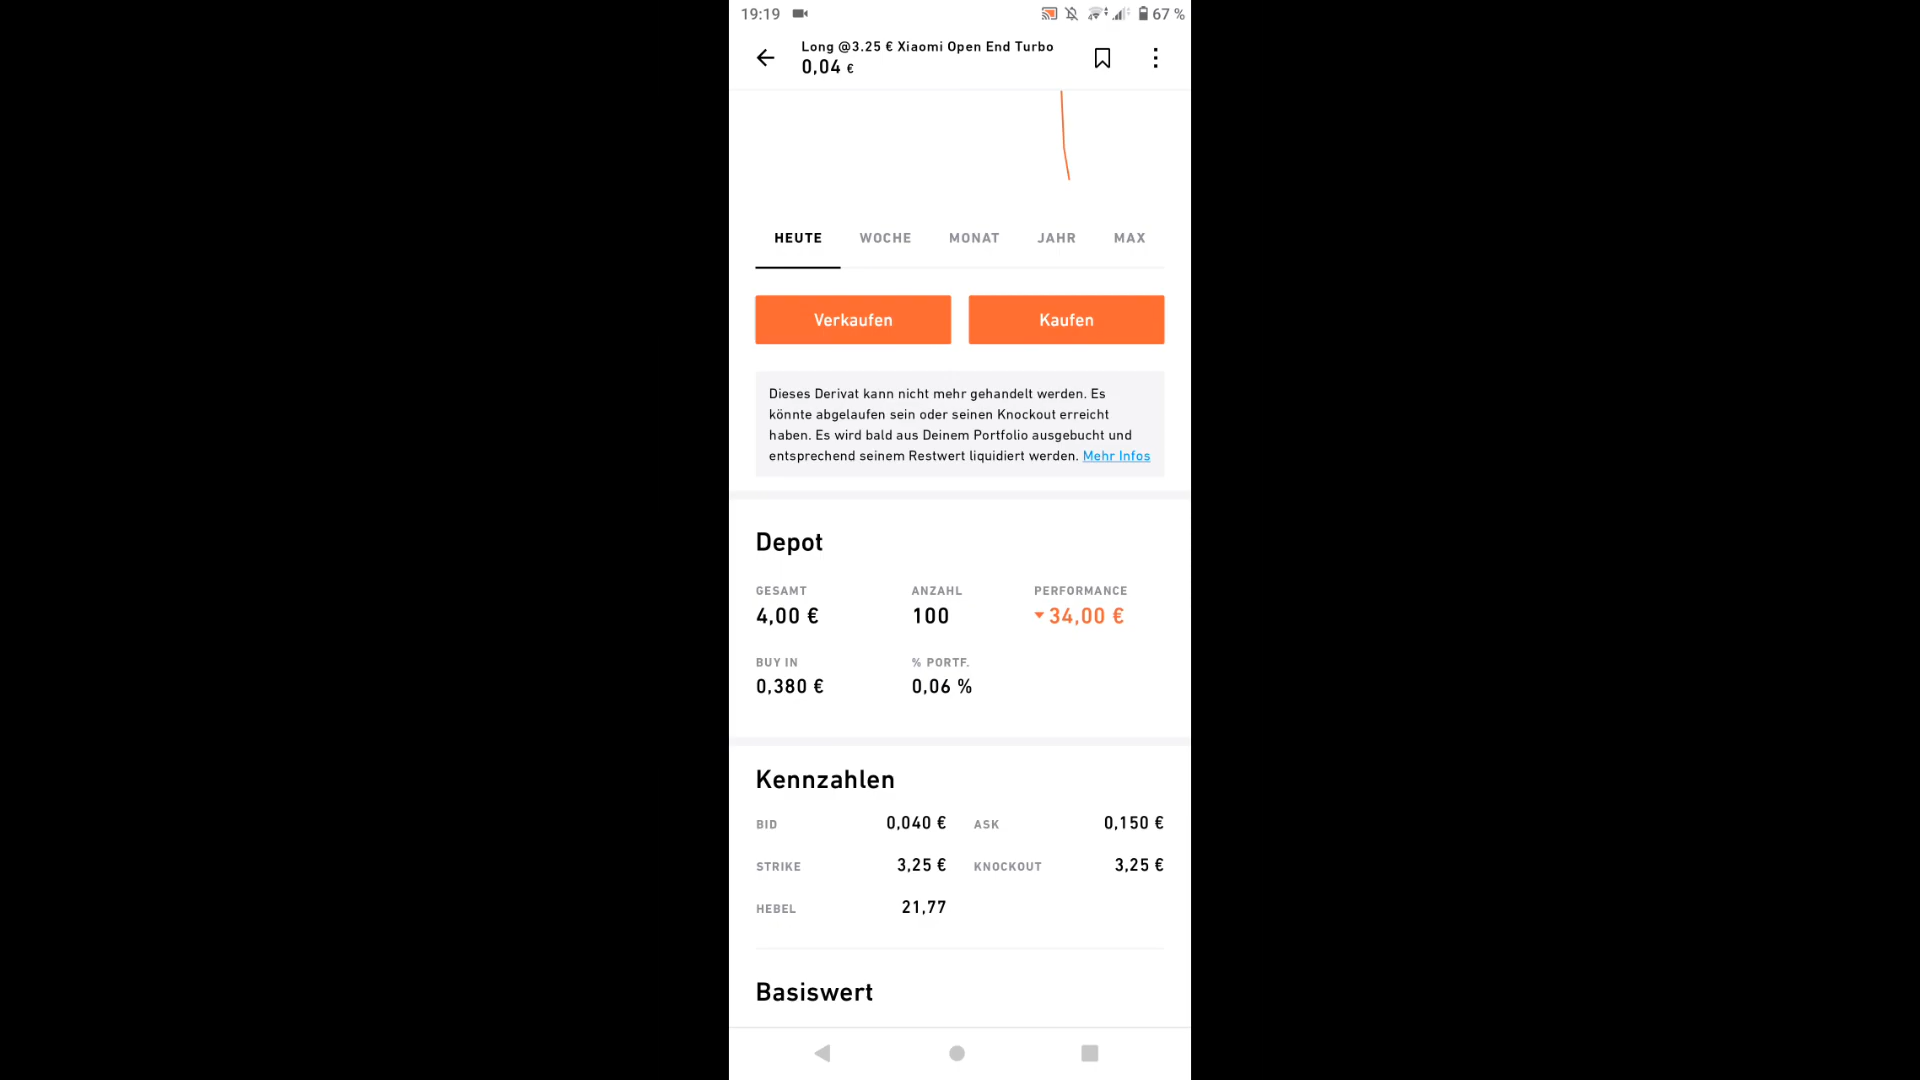 19:19
67 %
Long @3.25 € Xiaomi Open End Turbo
0,04 €
HEUTE WOCHE MONAT JAHR MAX
Verkaufen Kaufen
Dieses Derivat kann nicht mehr gehandelt werden. Es
könnte abgelaufen sein oder seinen Knockout erreicht
haben. Es wird bald aus Deinem Portfolio ausgebucht und
entsprechend seinem Restwert liquidiert werden. Mehr Infos
Depot
GESAMT ANZAHL PERFORMANCE
4,00 € 100 34,00 €
BUY IN % PORTF.
0,380 € 0,06 %
Kennzahlen
BID 0,040 € ASK 0,150 €
STRIKE 3,25 € KNOCKOUT 3,25 €
HEBEL 21,77
Basiswert